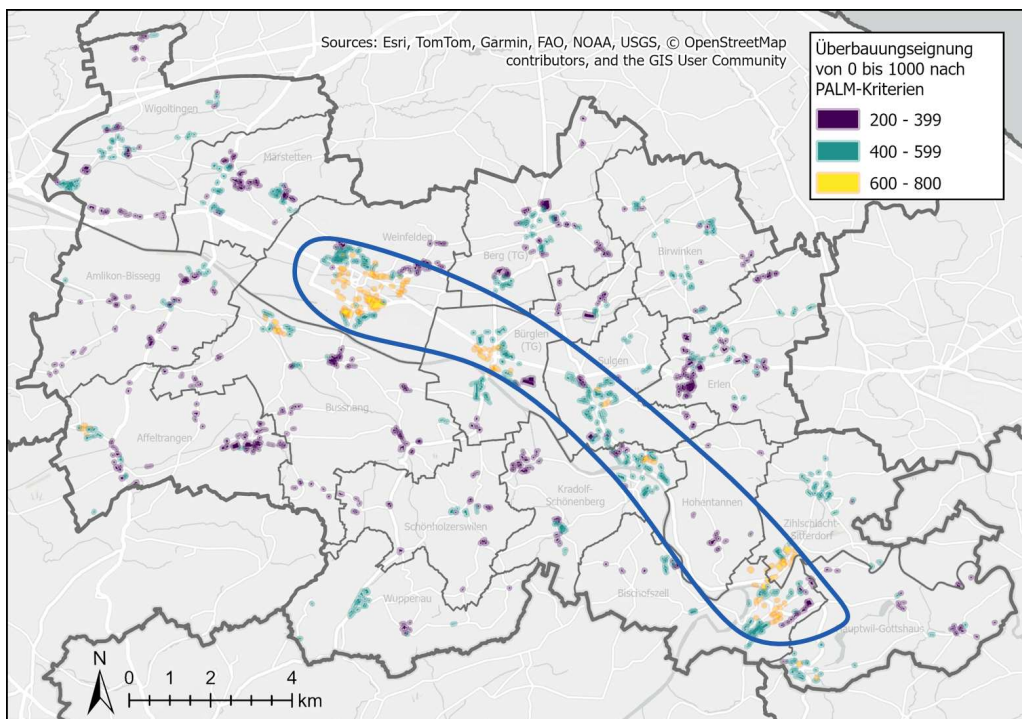 Sources: Esri, TomTom, Garmin, FAO, NOAA, USGS, © OpenStreetMap
contributors, and the GIS User Community
Überbauungseignung
von 0 bis 1000 nach
PALM-Kriterien
200 - 399
400 - 599
600 - 800
Wigoltingen
Märstetten
Weinfelden
Berg (TG)
Birwinken
Amlikon-Bissegg
Bürglen
(TG)
Sulgen
Erlen
Bussnang
Affeltrangen
Kradolf-
Schönenberg
Hohentannen
Schönholzerswilen
Zihlschlacht-
Sitterdorf
Bischofszell
Wuppenau
Hauptwil-Gottshaus
N
0 1 2 4
km